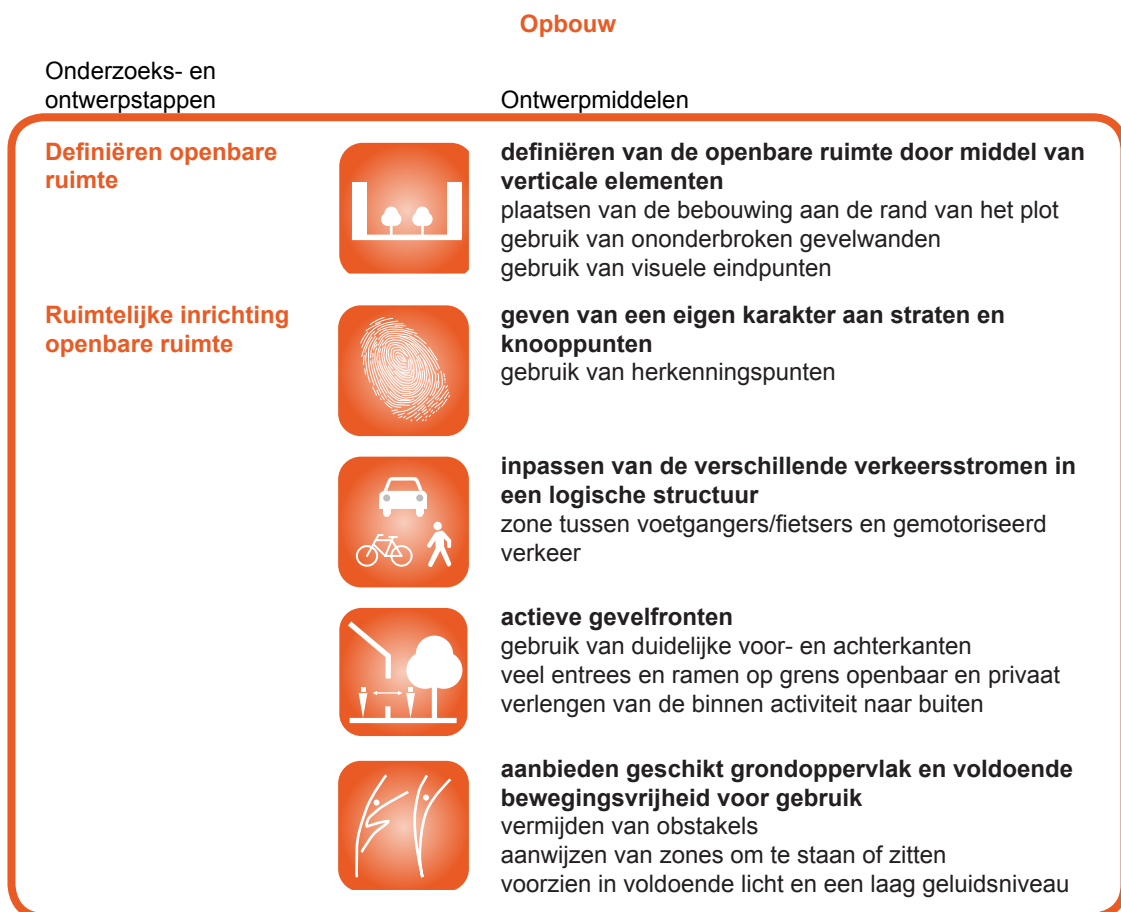 Opbouw
Onderzoeks- en
ontwerpstappen
Ontwerpmiddelen
Definiëren openbare
ruimte
definiëren van de openbare ruimte door middel van
verticale elementen
plaatsen van de bebouwing aan de rand van het plot
gebruik van ononderbroken gevelwanden
gebruik van visuele eindpunten
Ruimtelijke inrichting
openbare ruimte
geven van een eigen karakter aan straten en
knooppunten
gebruik van herkenningspunten
inpassen van de verschillende verkeersstromen in
een logische structuur
zone tussen voetgangers/fietsers en gemotoriseerd
verkeer
actieve gevelfronten
gebruik van duidelijke voor- en achterkanten
veel entrees en ramen op grens openbaar en privaat
verlengen van de binnen activiteit naar buiten
aanbieden geschikt grondoppervlak en voldoende
bewegingsvrijheid voor gebruik
vermijden van obstakels
aanwijzen van zones om te staan of zitten
voorzien in voldoende licht en een laag geluidsniveau